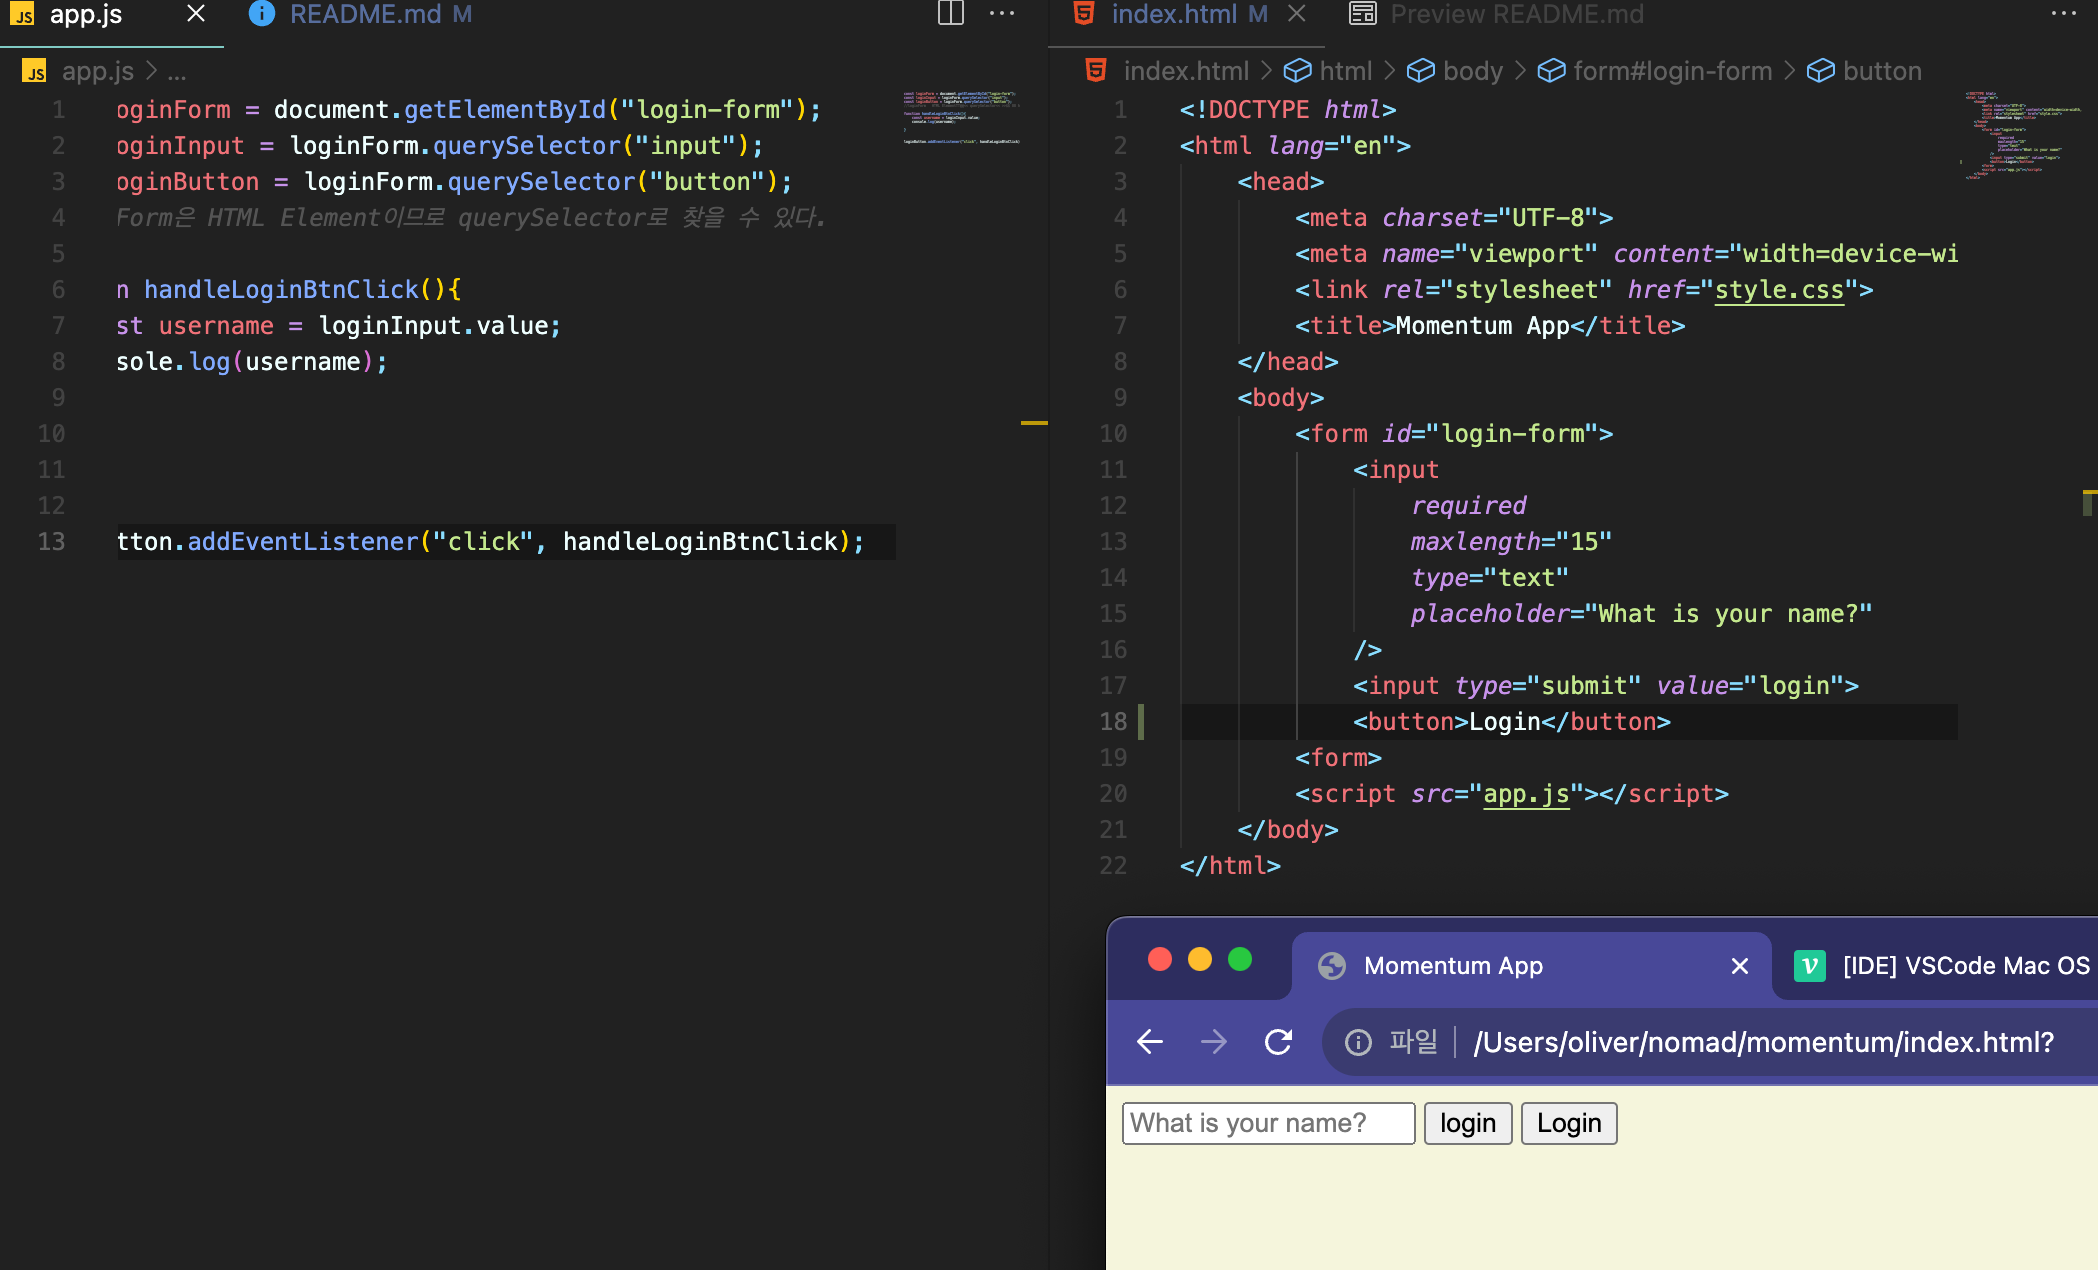 JS app.js
README.md M
index.html M
Preview README.md
JS app.js > ...
1 oginForm = document.getElementById("login-form");
2 oginInput = loginForm.querySelector("input");
3 oginButton = loginForm.querySelector("button");
4 Form은 HTML Element이므로 querySelector로 찾을 수 있다.
5
6 n handleLoginBtnClick(){
7 st username = loginInput.value;
8 sole.log(username);
9
10
11
12
13 tton.addEventListener("click", handleLoginBtnClick);
index.html > html > body > form#login-form > button
1 <!DOCTYPE html>
2 <html lang="en">
3 <head>
4 <meta charset="UTF-8">
5 <meta name="viewport" content="width=device-wi
6 <link rel="stylesheet" href="style.css">
7 <title>Momentum App</title>
8 </head>
9 <body>
10 <form id="login-form">
11 <input
12 required
13 maxlength="15"
14 type="text"
15 placeholder="What is your name?"
16 />
17 <input type="submit" value="login">
18 <button>Login</button>
19 <form>
20 <script src="app.js"></script>
21 </body>
22 </html>
Momentum App
[IDE] VSCode Mac OS
파일 /Users/oliver/nomad/momentum/index.html?
What is your name? login Login